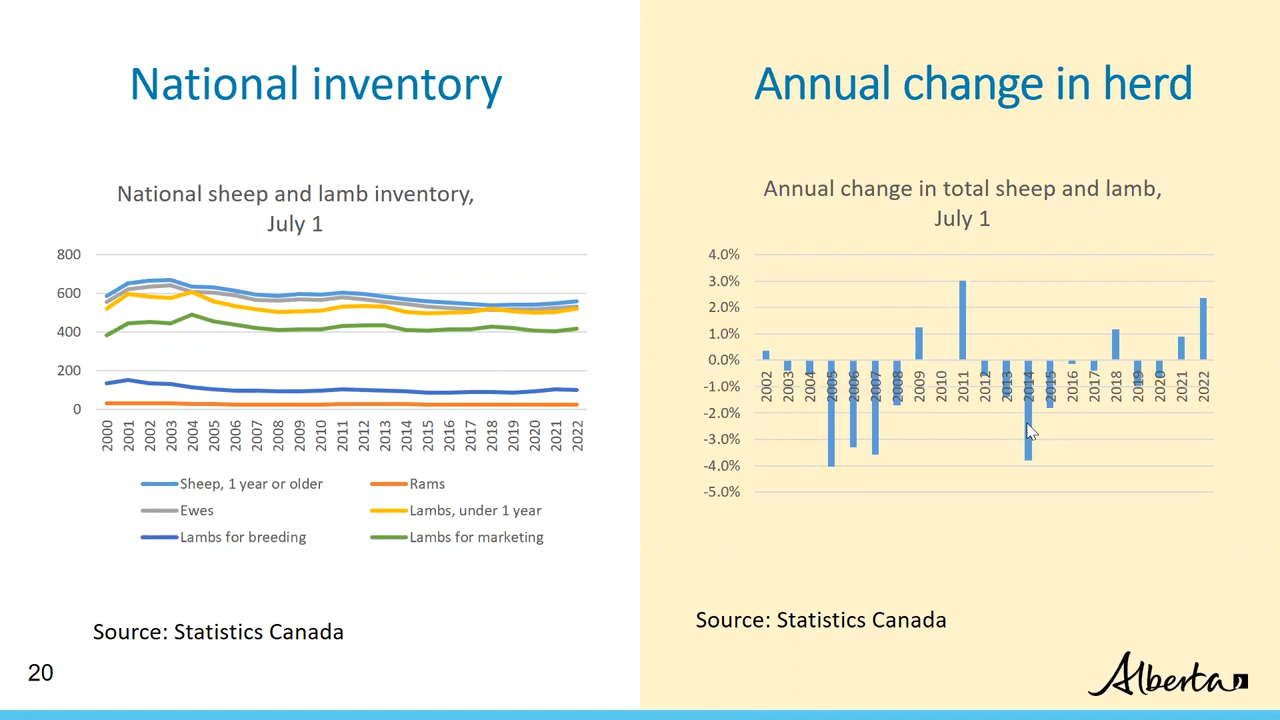 National inventory
National sheep and lamb inventory,
July 1
800
600
400
200
0
2000 2001 2002 2003 2004 2005 2006 2007 2008 2009 2010 2011 2012 2013 2014 2015 2016 2017 2018 2019 2020 2021 2022
Sheep, 1 year or older Rams
Ewes Lambs, under 1 year
Lambs for breeding Lambs for marketing
Source: Statistics Canada
20
Annual change in herd
Annual change in total sheep and lamb,
July 1
4.0%
3.0%
2.0%
1.0%
0.0%
-1.0%
-2.0%
-3.0%
-4.0%
-5.0%
2002 2003 2004 2005 2006 2007 2008 2009 2010 2011 2012 2013 2014 2015 2016 2017 2018 2019 2020 2021 2022
Source: Statistics Canada
Alberta